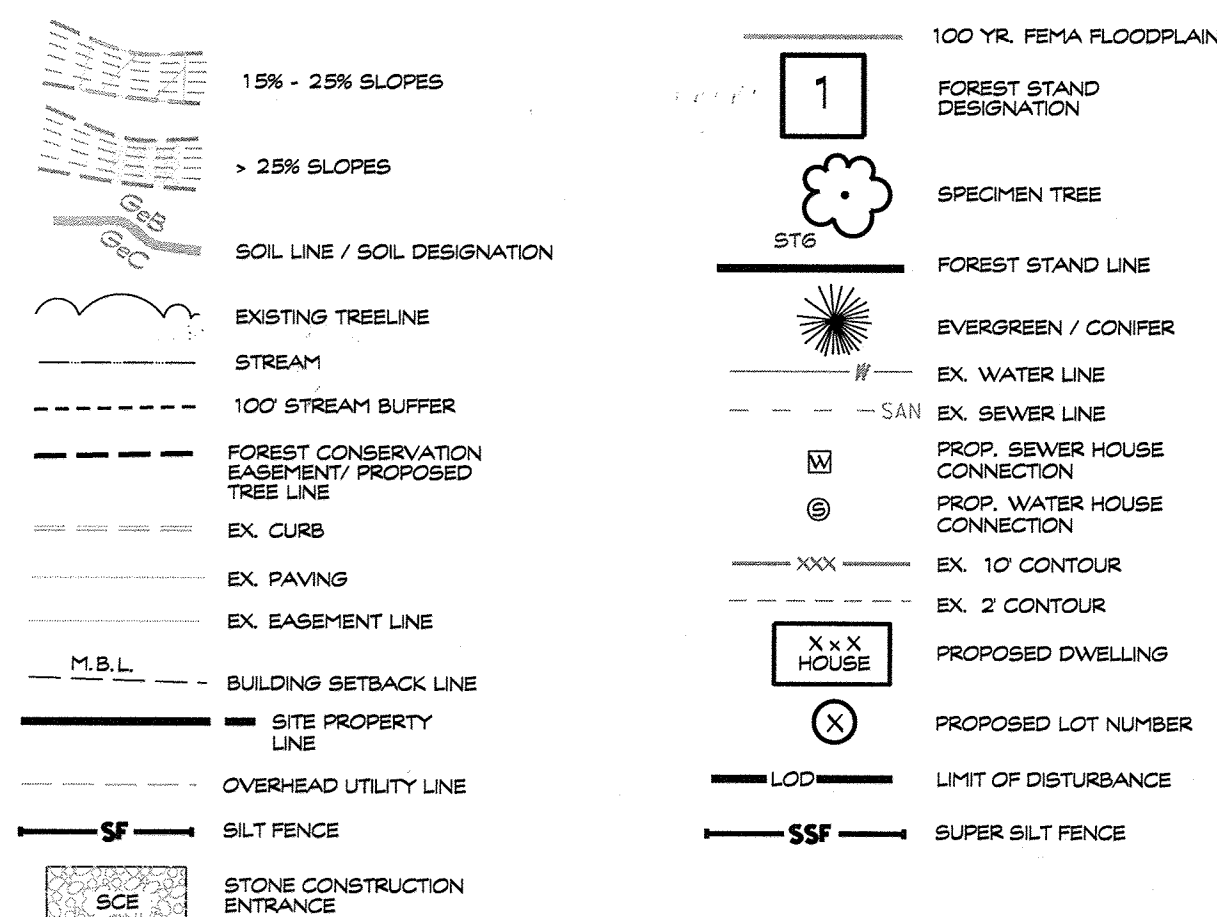 15% - 25% SLOPES
> 25% SLOPES
GeB
GeC
SOIL LINE / SOIL DESIGNATION
EXISTING TREELINE
STREAM
100' STREAM BUFFER
FOREST CONSERVATION
EASEMENT/ PROPOSED
TREE LINE
EX. CURB
EX. PAVING
EX. EASEMENT LINE
M.B.L.
BUILDING SETBACK LINE
SITE PROPERTY
LINE
OVERHEAD UTILITY LINE
SF
SILT FENCE
SCE
STONE CONSTRUCTION
ENTRANCE
100 YR. FEMA FLOODPLAIN
1
FOREST STAND
DESIGNATION
SPECIMEN TREE
ST6
FOREST STAND LINE
EVERGREEN / CONIFER
W
EX. WATER LINE
SAN
EX. SEWER LINE
W
PROP. SEWER HOUSE
CONNECTION
S
PROP. WATER HOUSE
CONNECTION
XXX
EX. 10' CONTOUR
EX. 2' CONTOUR
X x X
HOUSE
PROPOSED DWELLING
X
PROPOSED LOT NUMBER
LOD
LIMIT OF DISTURBANCE
SSF
SUPER SILT FENCE